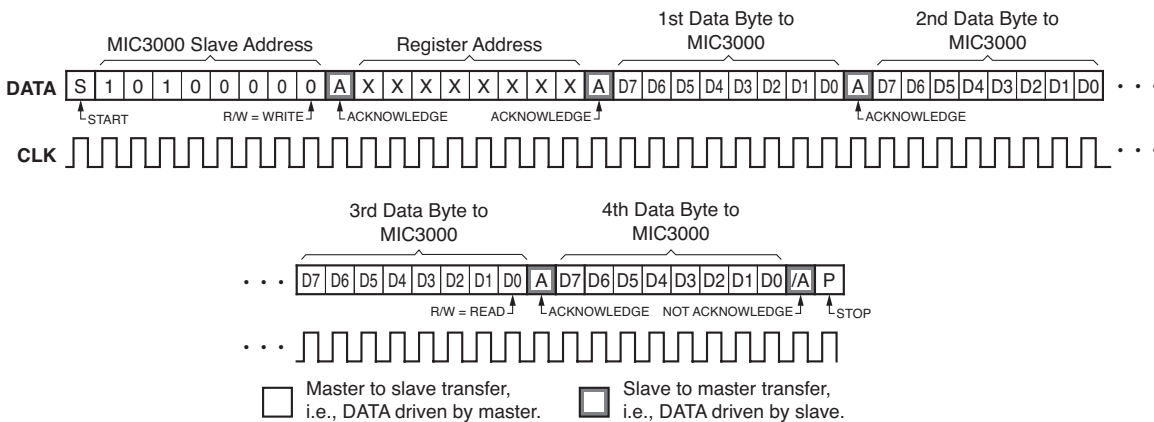 MIC3000 Slave Address
Register Address
1st Data Byte to
MIC3000
2nd Data Byte to
MIC3000
DATA S 1 0 1 0 0 0 0 0 A X X X X X X X X A D7 D6 D5 D4 D3 D2 D1 D0 A D7 D6 D5 D4 D3 D2 D1 D0 . . .
START R/W = WRITE ACKNOWLEDGE ACKNOWLEDGE ACKNOWLEDGE
CLK . . .
3rd Data Byte to
MIC3000
4th Data Byte to
MIC3000
. . . D7 D6 D5 D4 D3 D2 D1 D0 A D7 D6 D5 D4 D3 D2 D1 D0 /A P
R/W = READ ACKNOWLEDGE NOT ACKNOWLEDGE STOP
. . .
Master to slave transfer,
i.e., DATA driven by master.
Slave to master transfer,
i.e., DATA driven by slave.